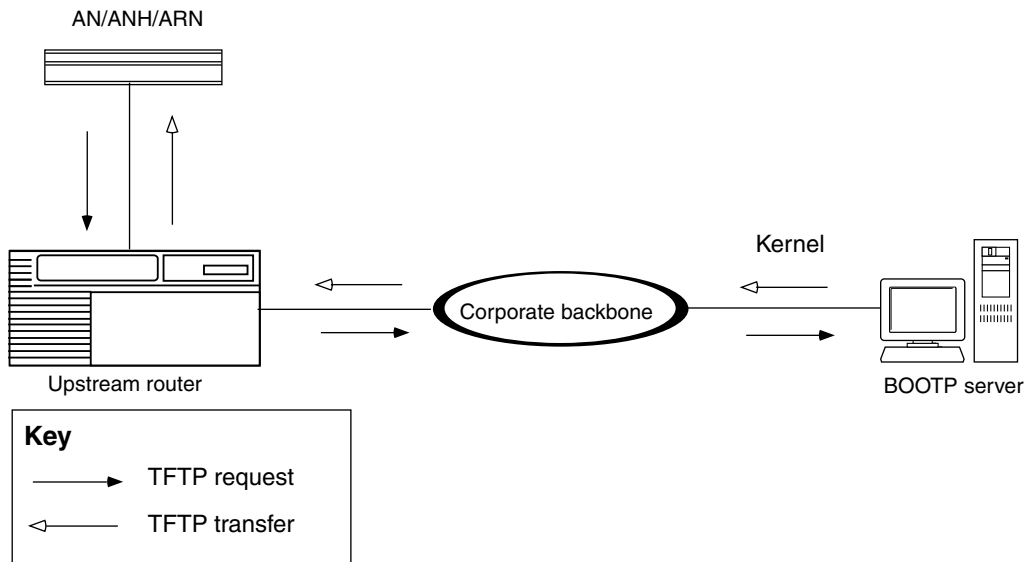 AN/ANH/ARN
Kernel
Corporate backbone
Upstream router
BOOTP server
Key
TFTP request
TFTP transfer